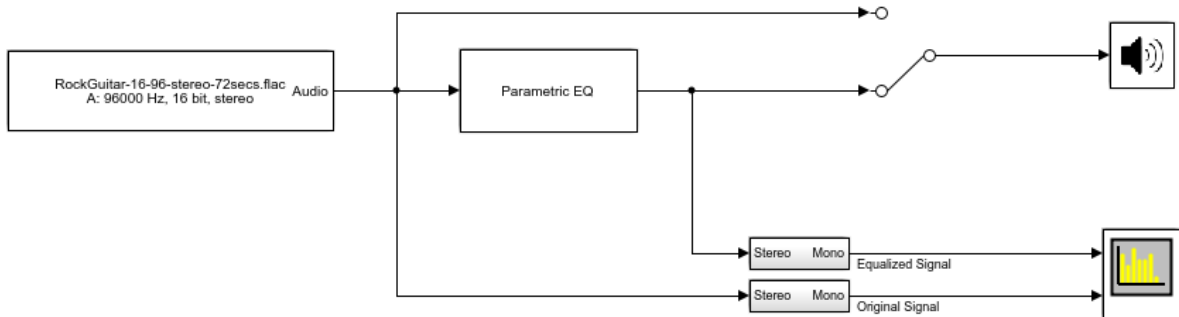 RockGuitar-16-96-stereo-72secs.flac
A: 96000 Hz, 16 bit, stereo
Audio
Parametric EQ
Stereo Mono
Equalized Signal
Stereo Mono
Original Signal